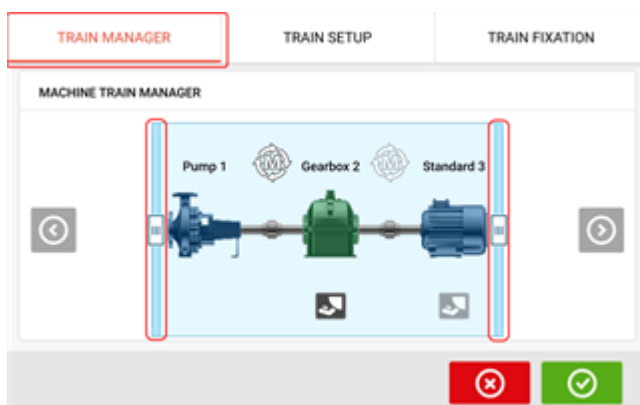 TRAIN MANAGER
TRAIN SETUP
TRAIN FIXATION
MACHINE TRAIN MANAGER
Pump 1
Gearbox 2
Standard 3
M
M